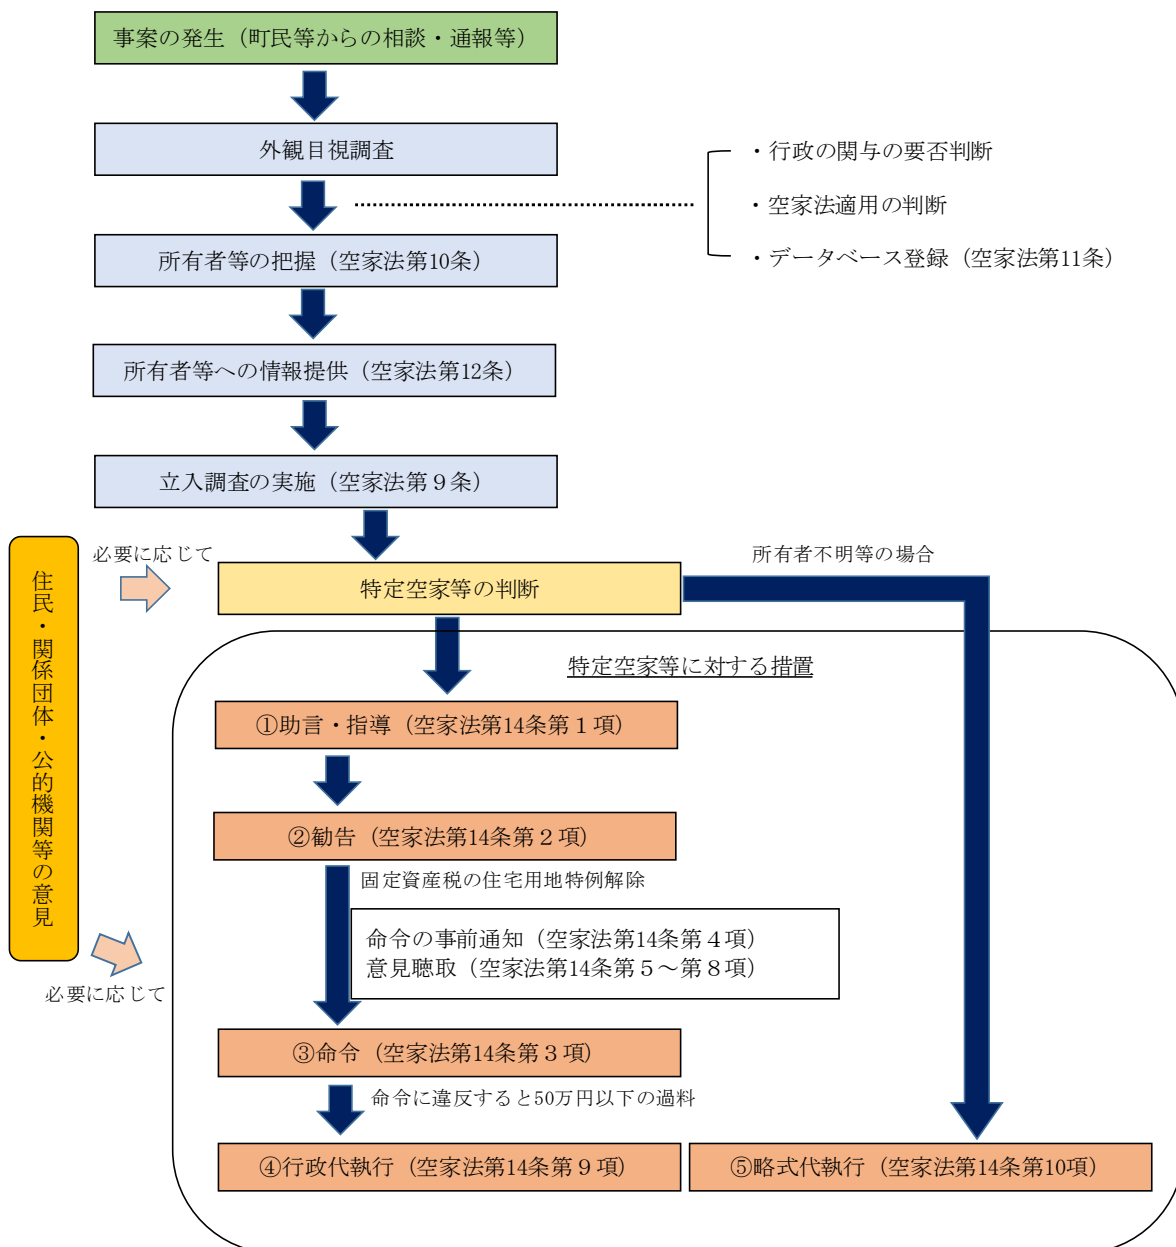 事案の発生（町民等からの相談・通報等）
外観目視調査
・行政の関与の要否判断
・空家法適用の判断
・データベース登録（空家法第11条）
所有者等の把握（空家法第10条）
所有者等への情報提供（空家法第12条）
立入調査の実施（空家法第９条）
必要に応じて
所有者不明等の場合
住民・関係団体・公的機関等の意見
特定空家等の判断
特定空家等に対する措置
①助言・指導（空家法第14条第１項）
②勧告（空家法第14条第２項）
固定資産税の住宅用地特例解除
命令の事前通知（空家法第14条第４項）
意見聴取（空家法第14条第５～第８項）
必要に応じて
③命令（空家法第14条第３項）
命令に違反すると50万円以下の過料
④行政代執行（空家法第14条第９項）
⑤略式代執行（空家法第14条第10項）